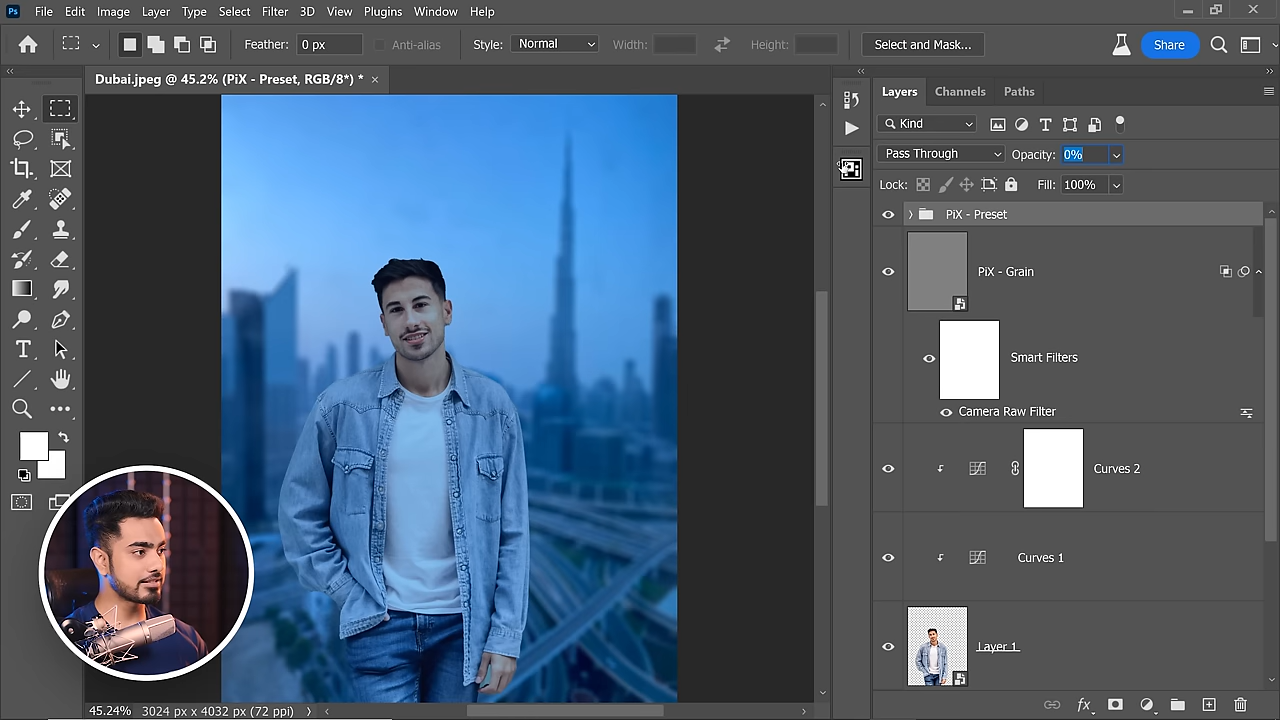 Ps File Edit Image Layer Type Select Filter 3D View Plugins Window Help
Feather: 0 px Anti-alias Style: Normal Width: Height: Select and Mask... Share
Dubai.jpeg @ 45.2% (PiX - Preset, RGB/8*) * ×
Layers Channels Paths
Kind
Pass Through Opacity: 0%
Lock: Fill: 100%
PiX - Preset
PiX - Grain
Smart Filters
Camera Raw Filter
Curves 2
Curves 1
Layer 1
45.24% 3024 px x 4032 px (72 ppi)